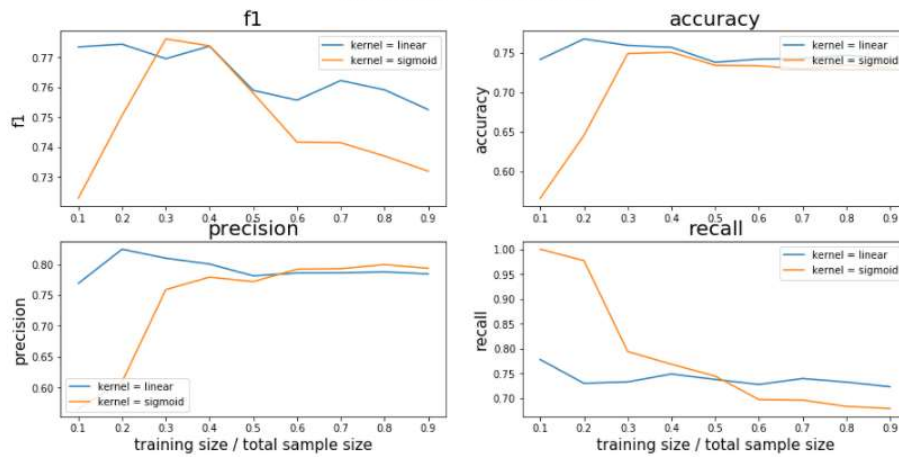 f1
0.77
0.76
0.75
0.74
0.73
f1
kernel = linear
kernel = sigmoid
0.1 0.2 0.3 0.4 0.5 0.6 0.7 0.8 0.9
accuracy
0.75
0.70
0.65
0.60
accuracy
kernel = linear
kernel = sigmoid
0.1 0.2 0.3 0.4 0.5 0.6 0.7 0.8 0.9
precision
0.80
0.75
0.70
0.65
0.60
precision
kernel = linear
kernel = sigmoid
0.1 0.2 0.3 0.4 0.5 0.6 0.7 0.8 0.9
training size / total sample size
recall
1.00
0.95
0.90
0.85
0.80
0.75
0.70
recall
kernel = linear
kernel = sigmoid
0.1 0.2 0.3 0.4 0.5 0.6 0.7 0.8 0.9
training size / total sample size